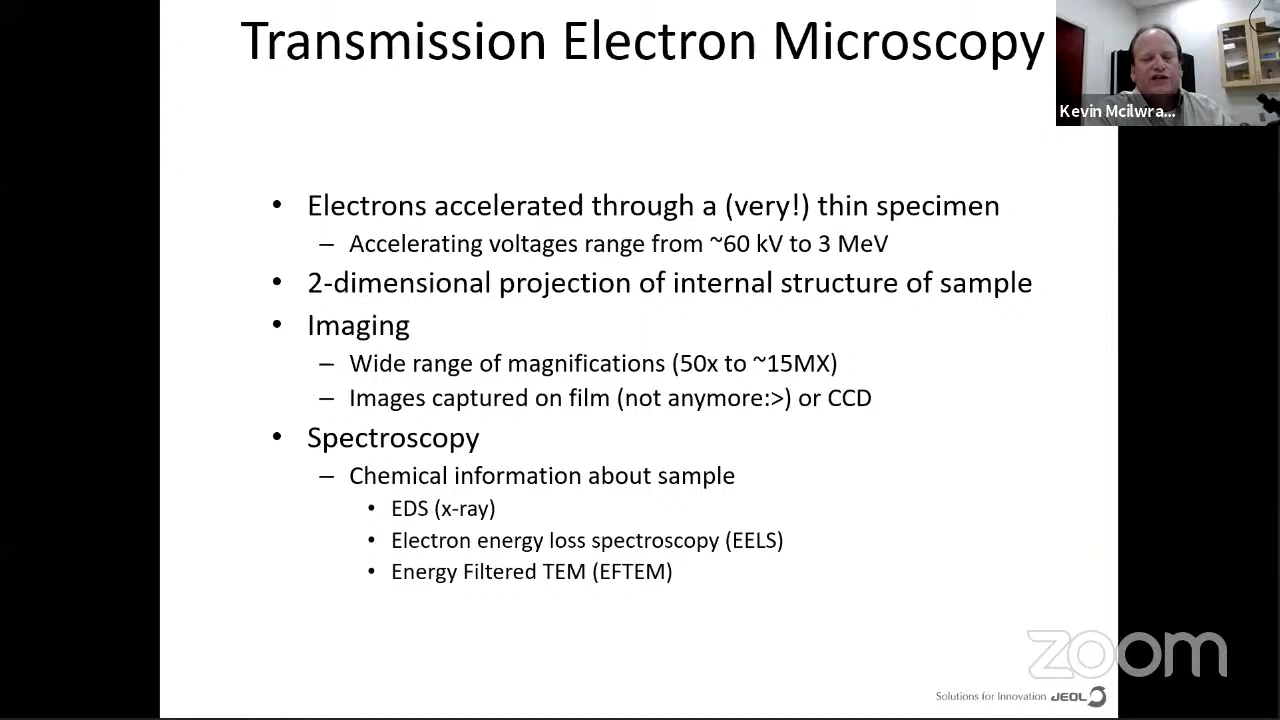 Transmission Electron Microscopy
Kevin Mcilwra...
• Electrons accelerated through a (very!) thin specimen
– Accelerating voltages range from ~60 kV to 3 MeV
• 2-dimensional projection of internal structure of sample
• Imaging
– Wide range of magnifications (50x to ~15MX)
– Images captured on film (not anymore:>) or CCD
• Spectroscopy
– Chemical information about sample
• EDS (x-ray)
• Electron energy loss spectroscopy (EELS)
• Energy Filtered TEM (EFTEM)
zoom
Solutions for Innovation JEOL